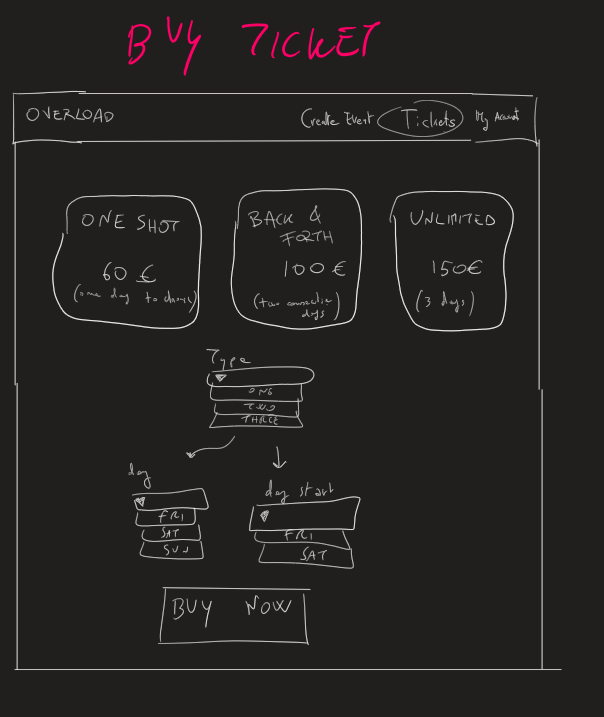 BUY TICKET
OVERLOAD
Create Event
Tickets
My Account
ONE SHOT
60 €
(one day to choose)
BACK &
FORTH
100 €
(two consecutive
days)
UNLIMITED
150€
(3 days)
Type
ONE
TWO
THREE
day
FRI
SAT
SUN
day start
FRI
SAT
BUY NOW